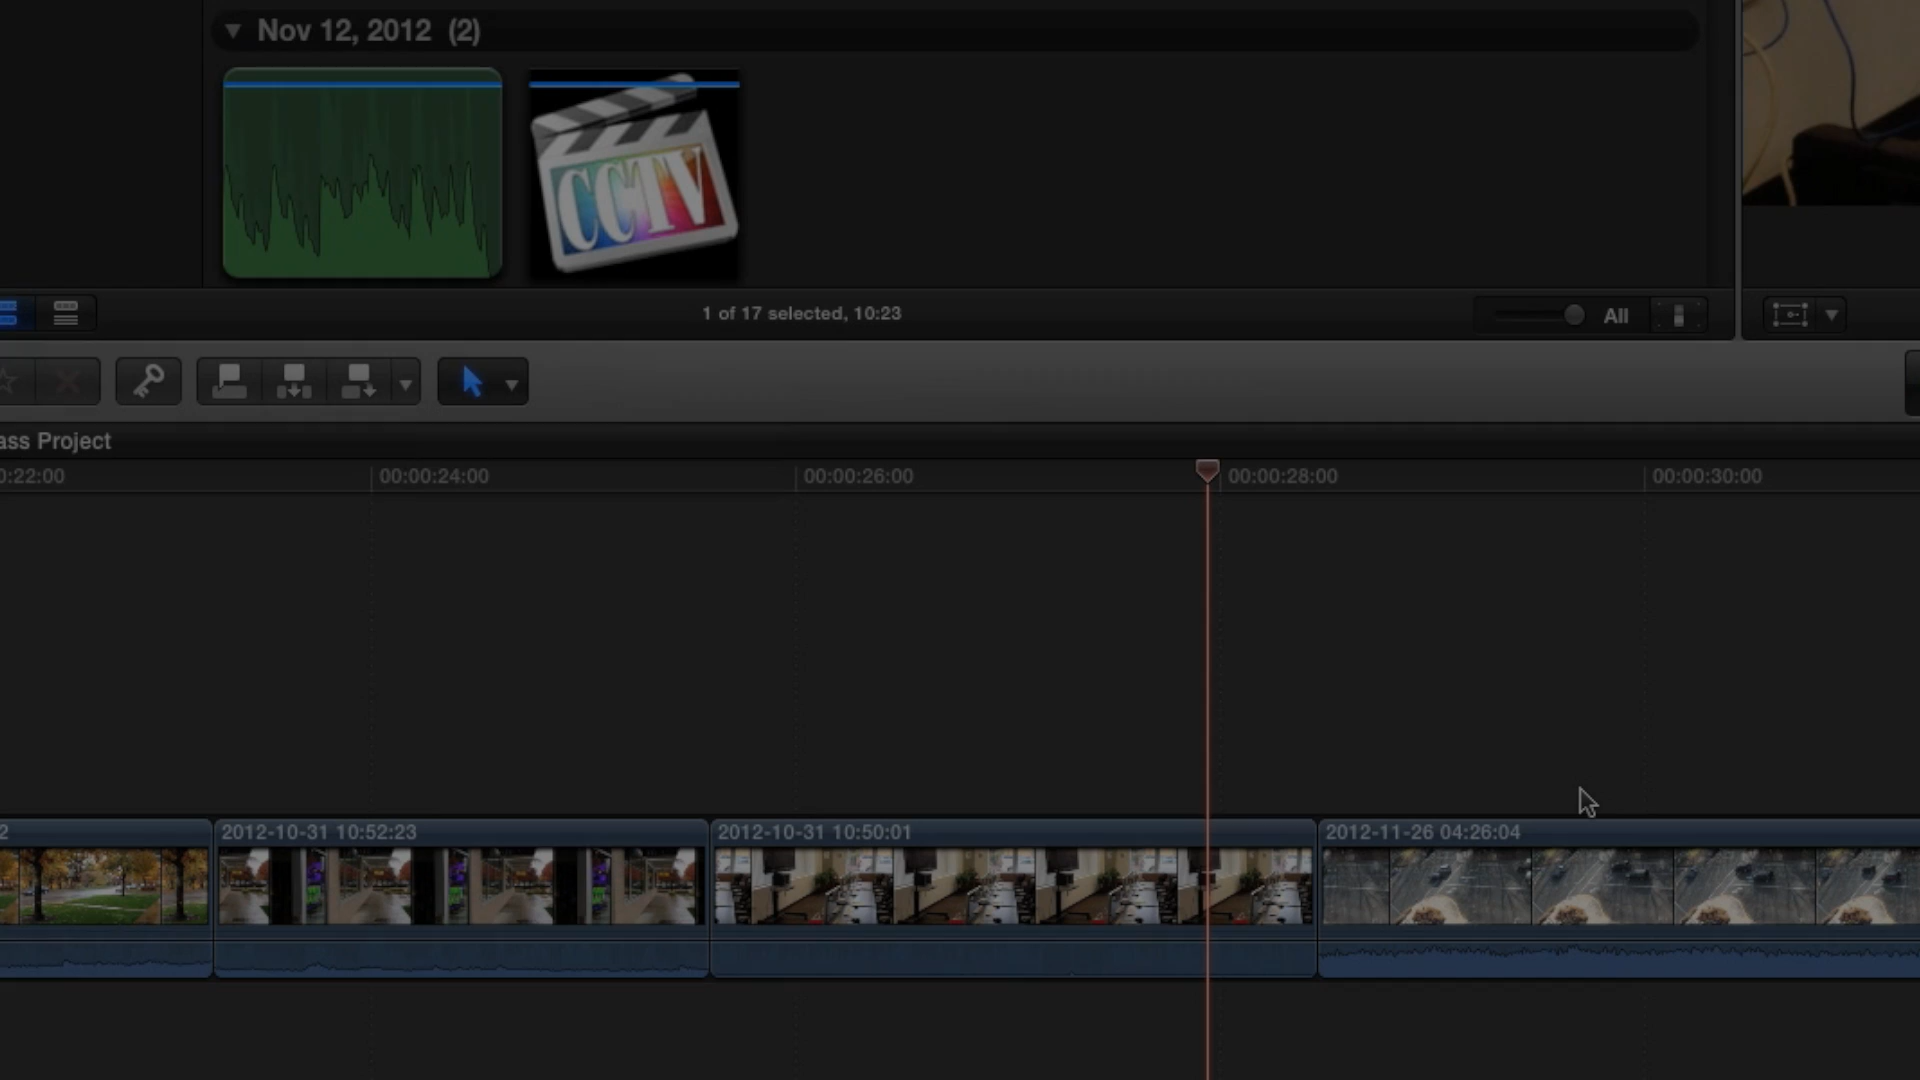 Nov 12, 2012 (2)
CCTV
1 of 17 selected, 10:23
All
ass Project
0:22:00
00:00:24:00
00:00:26:00
00:00:28:00
00:00:30:00
2
2012-10-31 10:52:23
2012-10-31 10:50:01
2012-11-26 04:26:04